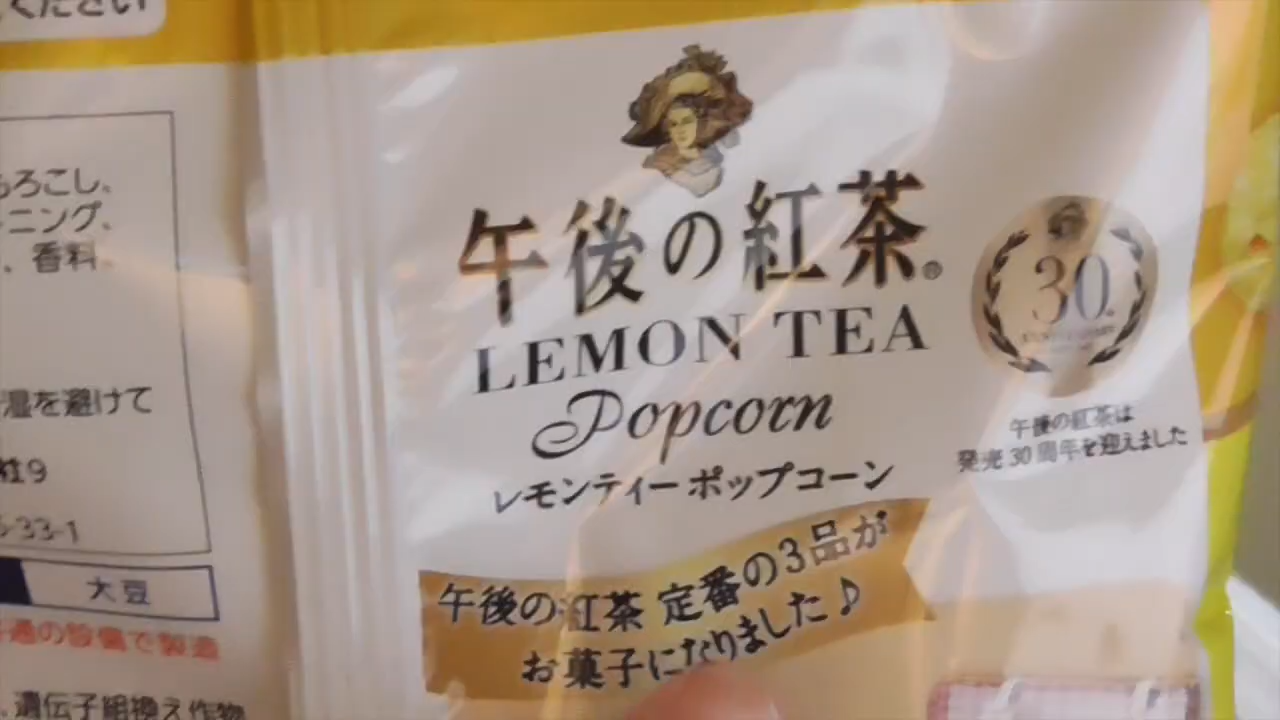 ください
もろこし、
ニング、
、香料
湿を避けて
社9
-33-1
大豆
通の設備で製造
遺伝子組換え作物
午後の紅茶®
LEMON TEA
Popcorn
レモンティーポップコーン
30
午後の紅茶は
発売30周年を迎えました
午後の紅茶 定番の3品が
お菓子になりました♪